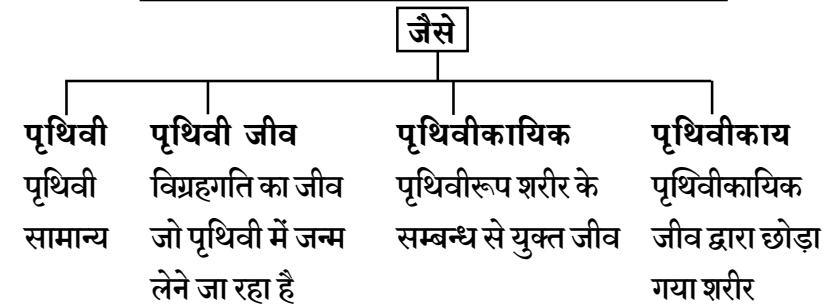 जैसे
पृथिवी पृथिवी जीव पृथिवीकायिक पृथिवीकाय
पृथिवी विग्रहगति का जीव पृथिवीरूप शरीर के पृथिवीकायिक
सामान्य जो पृथिवी में जन्म सम्बन्ध से युक्त जीव जीव द्वारा छोड़ा
लेने जा रहा है गया शरीर